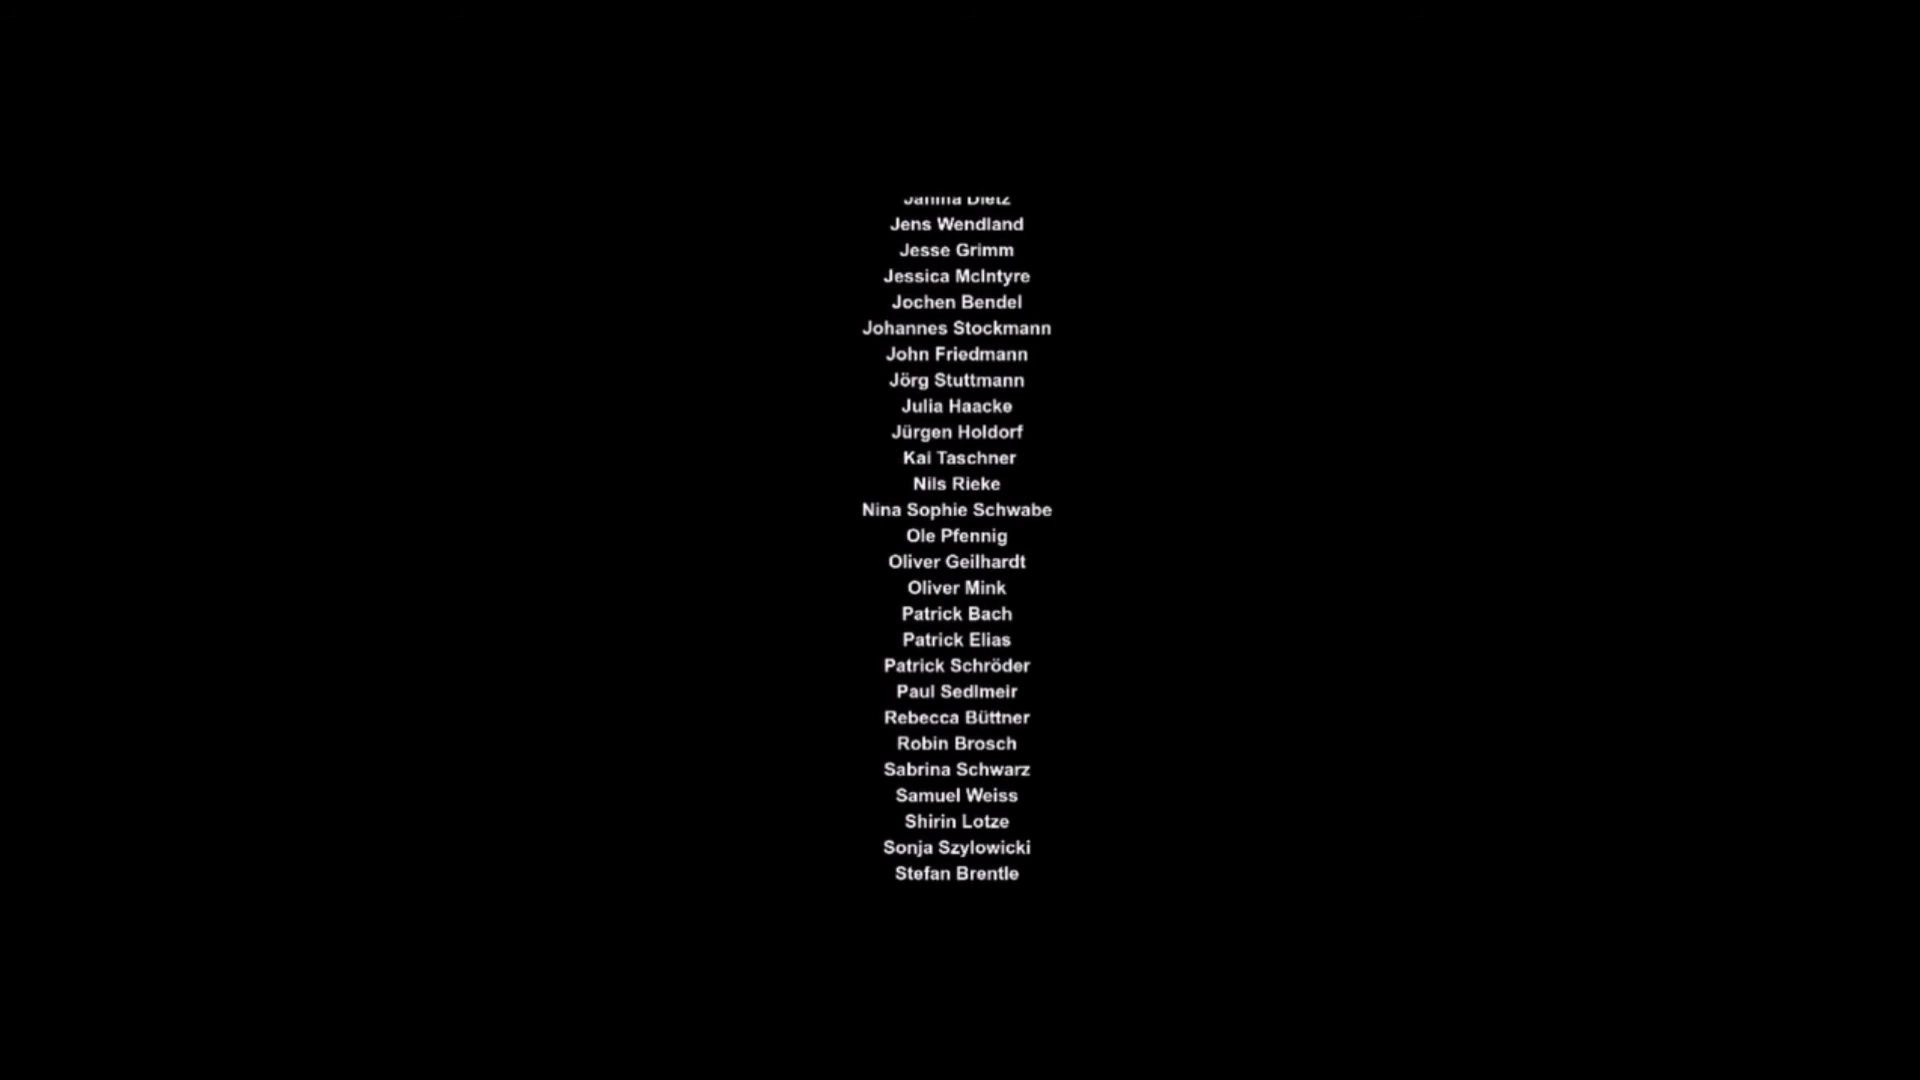 Janina Dietz
Jens Wendland
Jesse Grimm
Jessica McIntyre
Jochen Bendel
Johannes Stockmann
John Friedmann
Jörg Stuttmann
Julia Haacke
Jürgen Holdorf
Kai Taschner
Nils Rieke
Nina Sophie Schwabe
Ole Pfennig
Oliver Geilhardt
Oliver Mink
Patrick Bach
Patrick Elias
Patrick Schröder
Paul Sedlmeir
Rebecca Büttner
Robin Brosch
Sabrina Schwarz
Samuel Weiss
Shirin Lotze
Sonja Szylowicki
Stefan Brentle